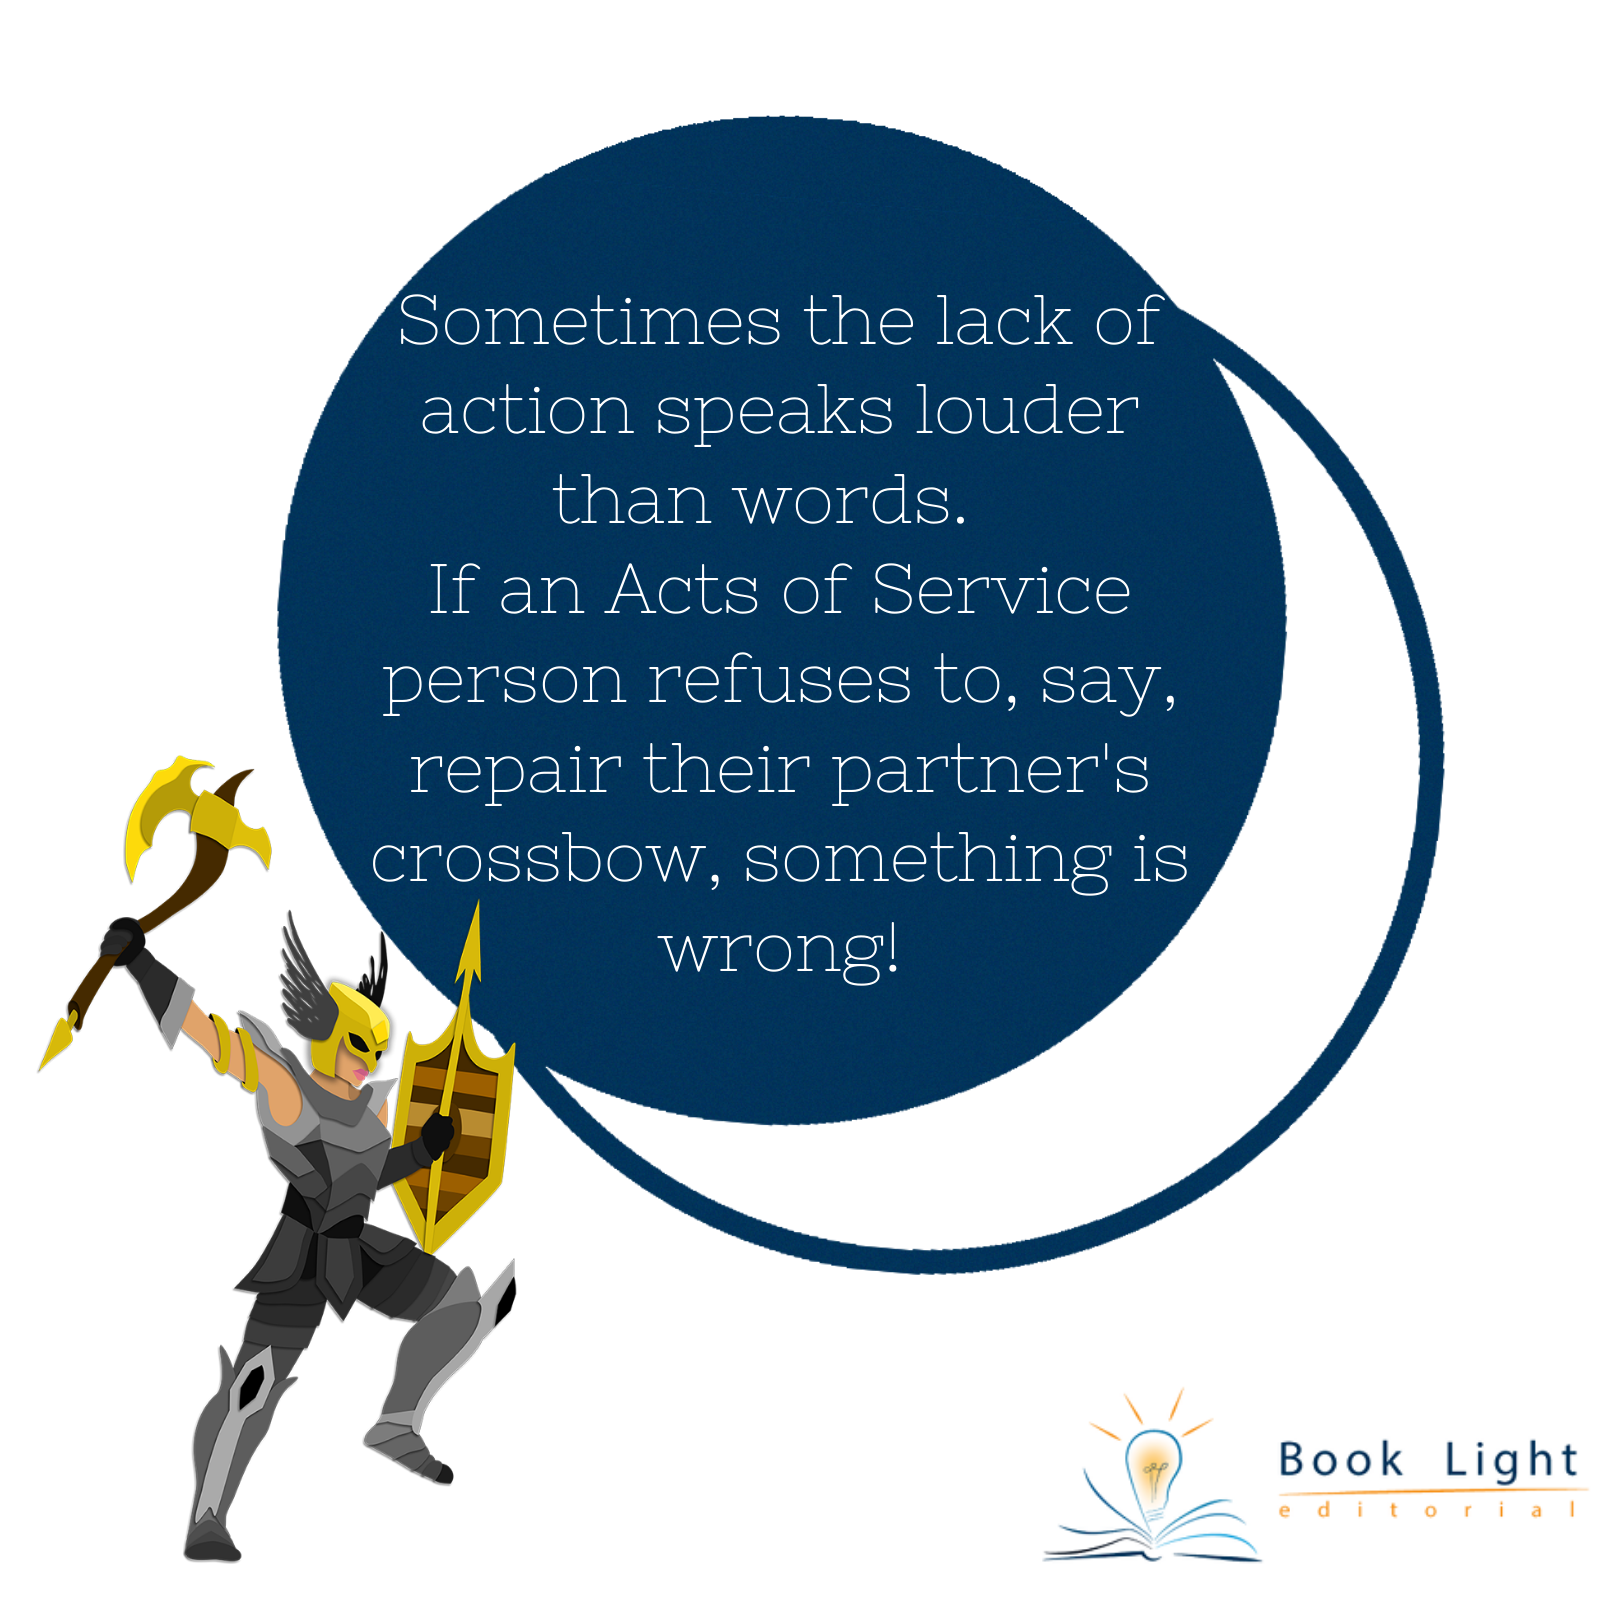 Sometimes the lack of
action speaks louder
than words.
If an Acts of Service
person refuses to, say,
repair their partner's
crossbow, something is
wrong!
Book Light
editorial